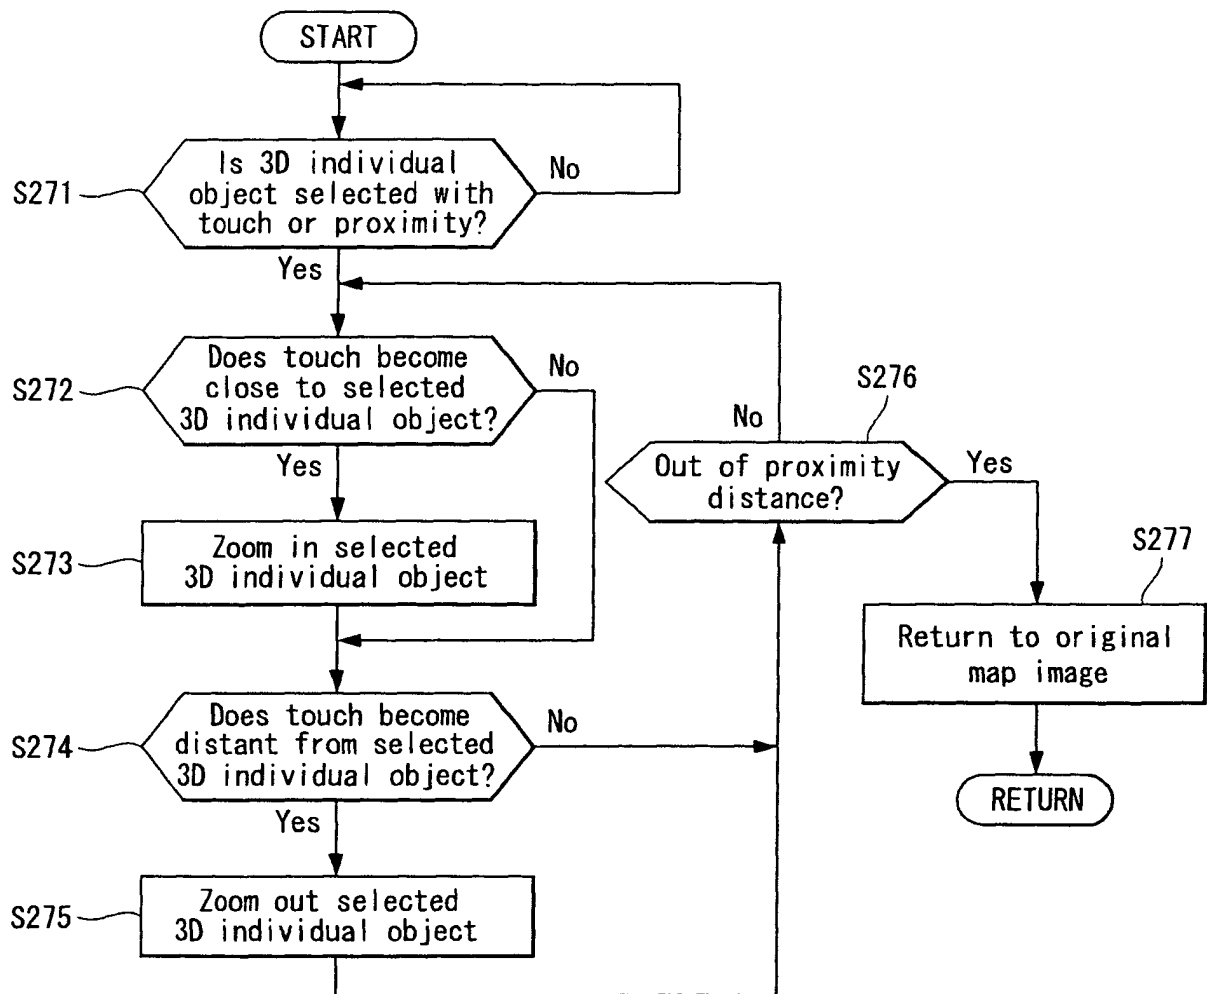 START
Is 3D individual
object selected with
touch or proximity?
No
S271
Yes
Does touch become
close to selected
3D individual object?
No
S272
Yes
S276
No
Out of proximity
distance?
Yes
Zoom in selected
3D individual object
S273
S277
Return to original
map image
Does touch become
distant from selected
3D individual object?
No
S274
Yes
RETURN
Zoom out selected
3D individual object
S275